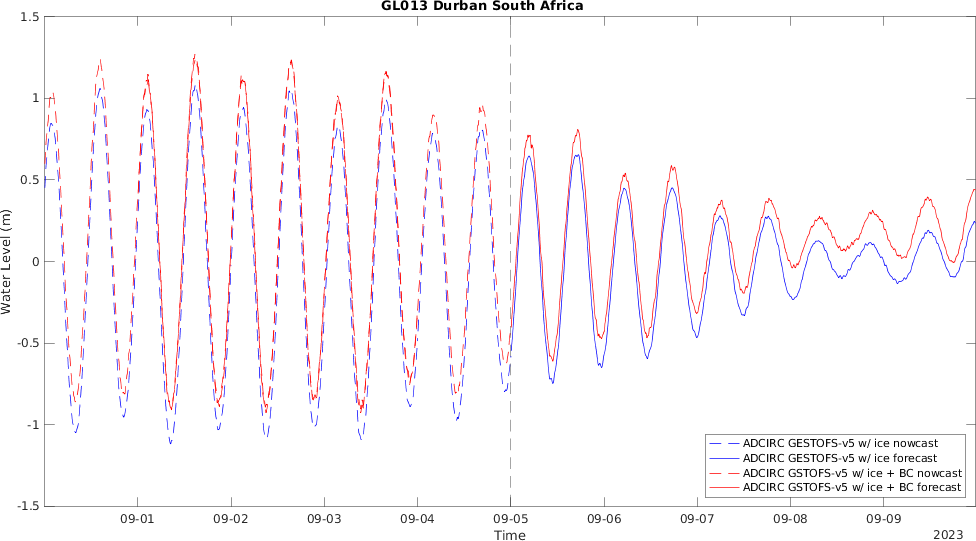 GL013 Durban South Africa
1.5
1
0.5
0
-0.5
-1
-1.5
Water Level (m)
ADCIRC GESTOFS-v5 w/ ice nowcast
ADCIRC GESTOFS-v5 w/ ice forecast
ADCIRC GSTOFS-v5 w/ ice + BC nowcast
ADCIRC GSTOFS-v5 w/ ice + BC forecast
09-01 09-02 09-03 09-04 09-05 09-06 09-07 09-08 09-09
Time
2023